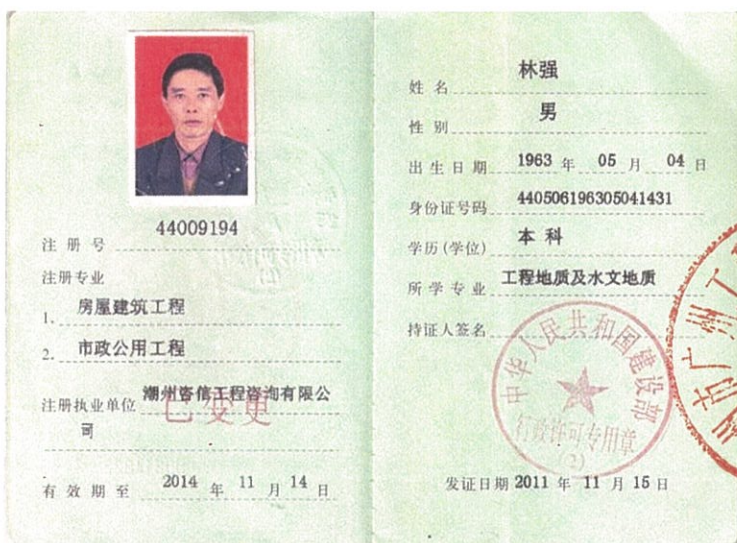 注册号 44009194
注册专业
1. 房屋建筑工程
2. 市政公用工程
注册执业单位 潮州咨信工程咨询有限公
司
已变更
有效期至 2014 年 11 月 14 日
姓名 林强
性别 男
出生日期 1963 年 05 月 04 日
身份证号码 440506196305041431
学历(学位) 本科
所学专业 工程地质及水文地质
持证人签名
中华人民共和国建设部
行政许可专用章
(2)
发证日期 2011 年 11 月 15 日
市广州工